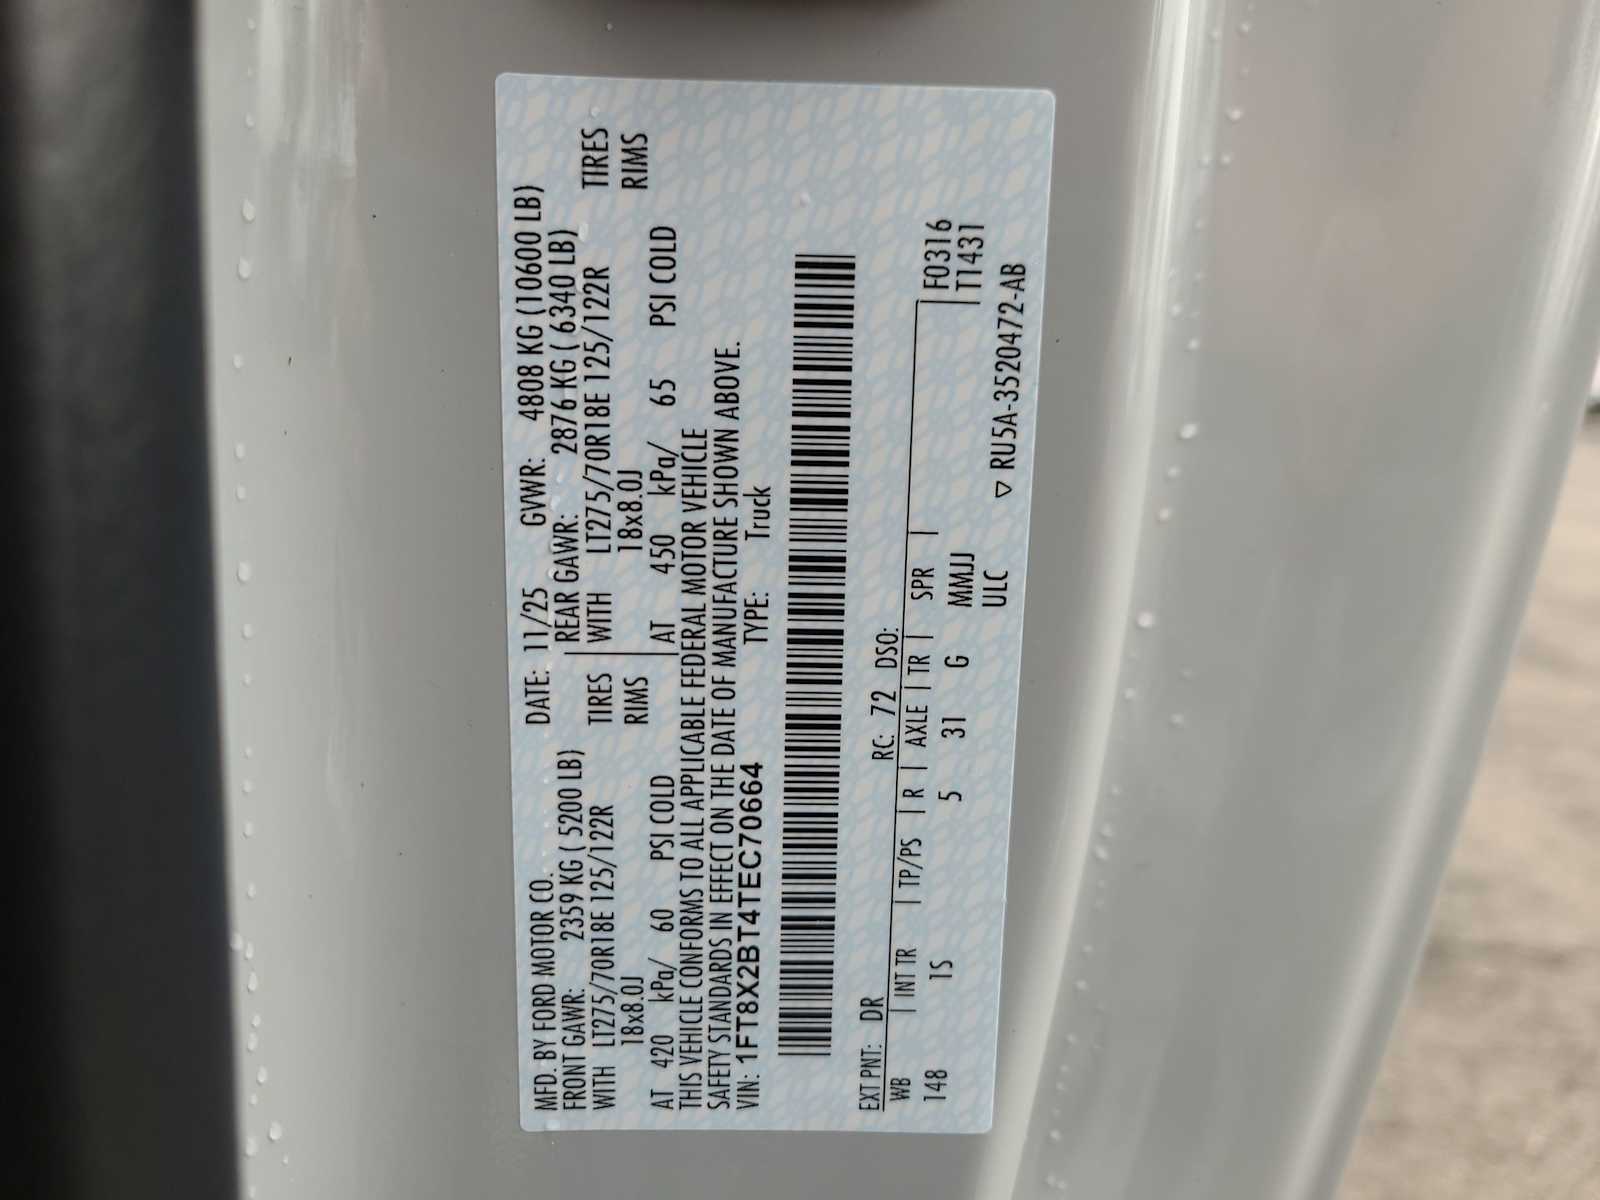 MFD. BY FORD MOTOR CO. DATE: 11/25 GVWR: 4808 KG (10600 LB)
FRONT GAWR: 2359 KG ( 5200 LB) REAR GAWR: 2876 KG ( 6340 LB)
WITH LT275/70R18E 125/122R TIRES WITH LT275/70R18E 125/122R TIRES
18x8.0J RIMS 18x8.0J RIMS
AT 420 kPa/ 60 PSI COLD AT 450 kPa/ 65 PSI COLD
THIS VEHICLE CONFORMS TO ALL APPLICABLE FEDERAL MOTOR VEHICLE
SAFETY STANDARDS IN EFFECT ON THE DATE OF MANUFACTURE SHOWN ABOVE.
VIN: 1FT8X2BT4TEC70664 TYPE: Truck
EXT PNT: DR RC: 72 DSO:
WB | INT TR | TP/PS | R | AXLE | TR | SPR | F0316
148 1S 5 31 G MMJJ T1431
ULC
▽ RU5A-3520472-AB